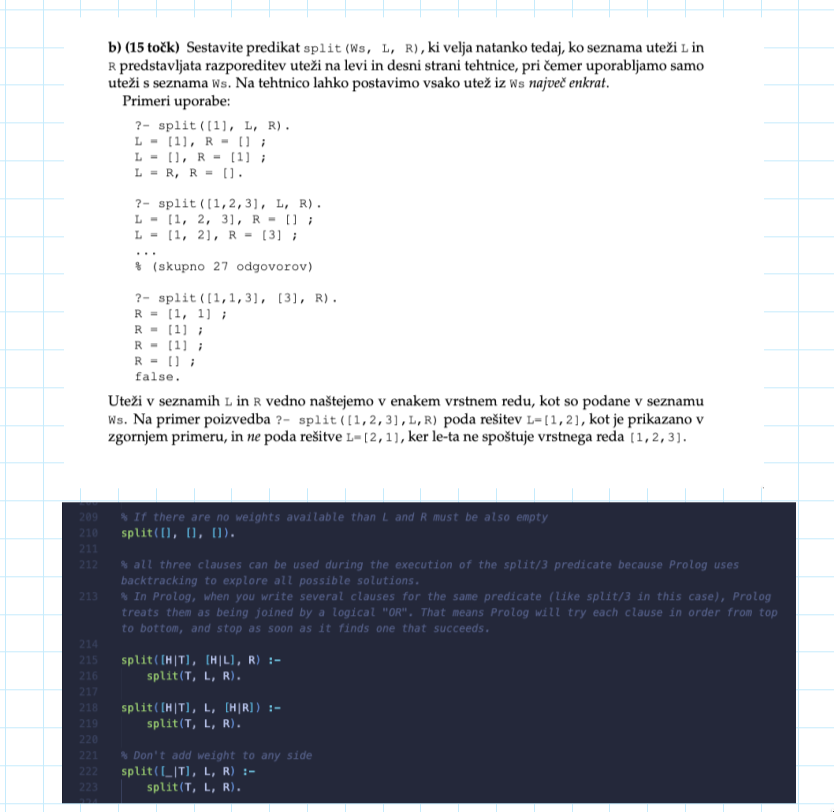 b) (15 točk) Sestavite predikat split(Ws, L, R), ki velja natanko tedaj, ko seznama uteži L in
R predstavljata razporeditev uteži na levi in desni strani tehtnice, pri čemer uporabljamo samo
uteži s seznama Ws. Na tehtnico lahko postavimo vsako utež iz Ws največ enkrat.
Primeri uporabe:
?- split([1], L, R).
L = [1], R = [] ;
L = [], R = [1] ;
L = R, R = [].
?- split([1,2,3], L, R).
L = [1, 2, 3], R = [] ;
L = [1, 2], R = [3] ;
...
% (skupno 27 odgovorov)
?- split([1,1,3], [3], R).
R = [1, 1] ;
R = [1] ;
R = [1] ;
R = [] ;
false.
Uteži v seznamih L in R vedno naštejemo v enakem vrstnem redu, kot so podane v seznamu
Ws. Na primer poizvedba ?- split([1,2,3],L,R) poda rešitev L=[1,2], kot je prikazano v
zgornjem primeru, in ne poda rešitve L=[2,1], ker le-ta ne spoštuje vrstnega reda [1,2,3].
209 % If there are no weights available than L and R must be also empty
210 split([], [], []).
211
212 % all three clauses can be used during the execution of the split/3 predicate because Prolog uses
backtracking to explore all possible solutions.
213 % In Prolog, when you write several clauses for the same predicate (like split/3 in this case), Prolog
treats them as being joined by a logical "OR". That means Prolog will try each clause in order from top
to bottom, and stop as soon as it finds one that succeeds.
214
215 split([H|T], [H|L], R) :-
216 split(T, L, R).
217
218 split([H|T], L, [H|R]) :-
219 split(T, L, R).
220
221 % Don't add weight to any side
222 split([_|T], L, R) :-
223 split(T, L, R).